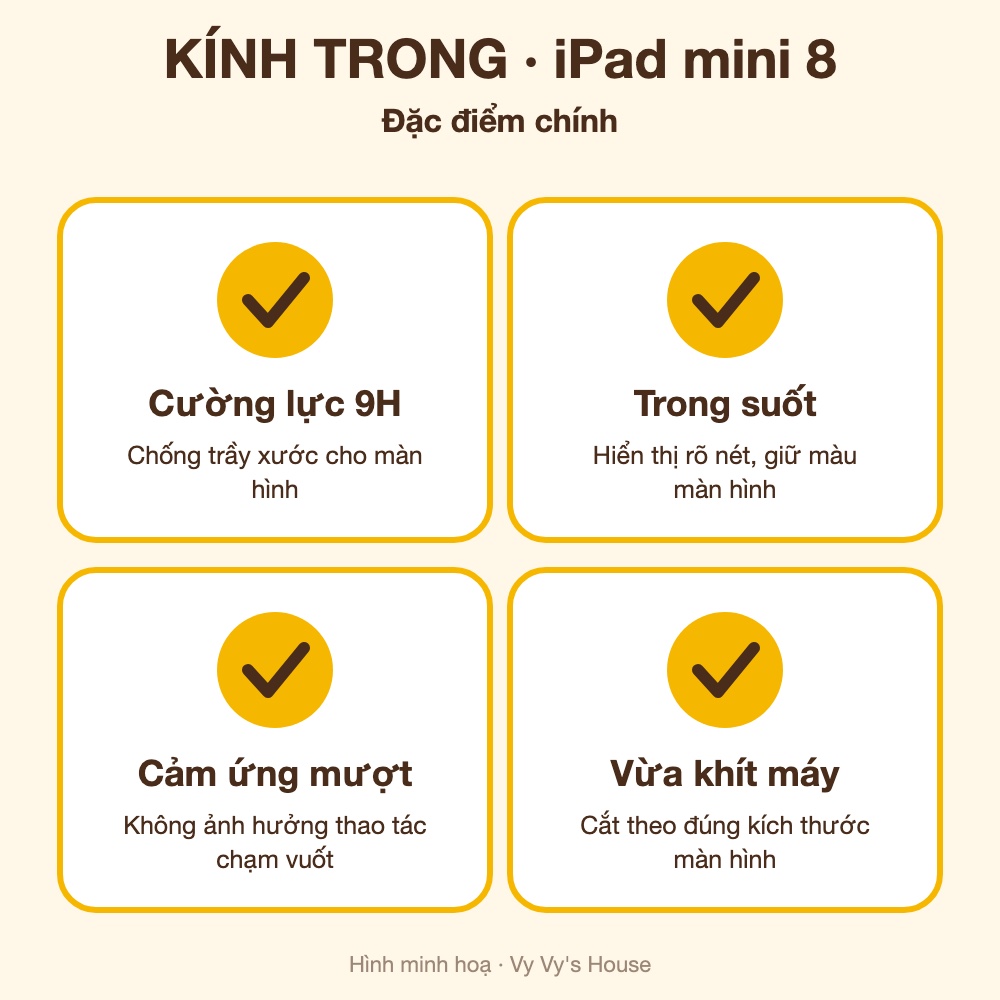 KÍNH TRONG · iPad mini 8
Đặc điểm chính
Cường lực 9H
Chống trầy xước cho màn
hình
Trong suốt
Hiển thị rõ nét, giữ màu
màn hình
Cảm ứng mượt
Không ảnh hưởng thao tác
chạm vuốt
Vừa khít máy
Cắt theo đúng kích thước
màn hình
Hình minh hoạ · Vy Vy's House